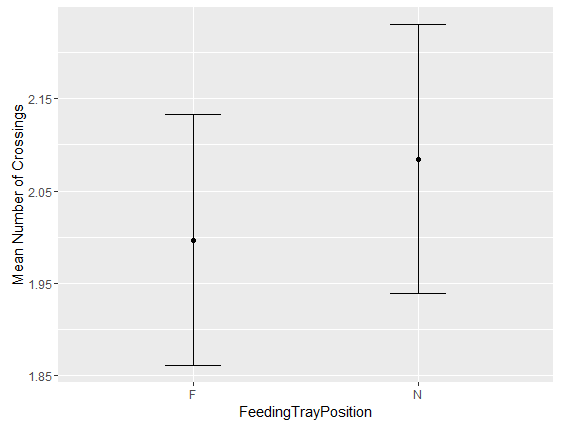 Mean Number of Crossings
2.15
2.05
1.95
1.85
F N
FeedingTrayPosition